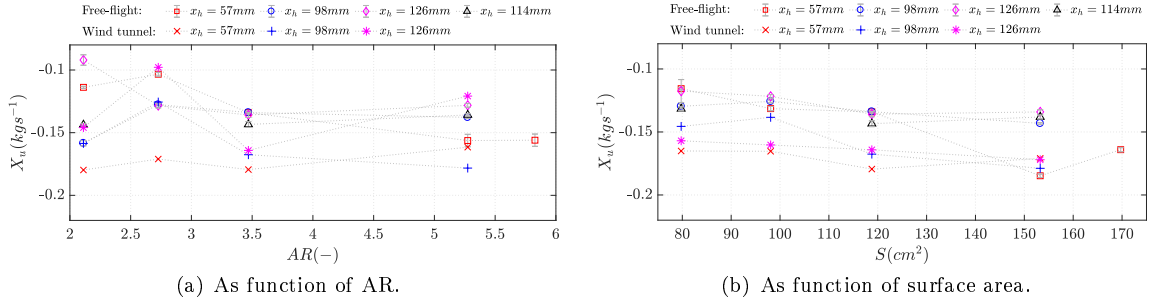 Free-flight: x_h = 57mm x_h = 98mm x_h = 126mm x_h = 114mm
Wind tunnel: x_h = 57mm x_h = 98mm x_h = 126mm
-0.1
-0.15
-0.2
X_u(kgs^{-1})
2 2.5 3 3.5 4 4.5 5 5.5 6
AR(−)
(a) As function of AR.
Free-flight: x_h = 57mm x_h = 98mm x_h = 126mm x_h = 114mm
Wind tunnel: x_h = 57mm x_h = 98mm x_h = 126mm
-0.1
-0.15
-0.2
X_u(kgs^{-1})
80 90 100 110 120 130 140 150 160 170
S(cm^2)
(b) As function of surface area.